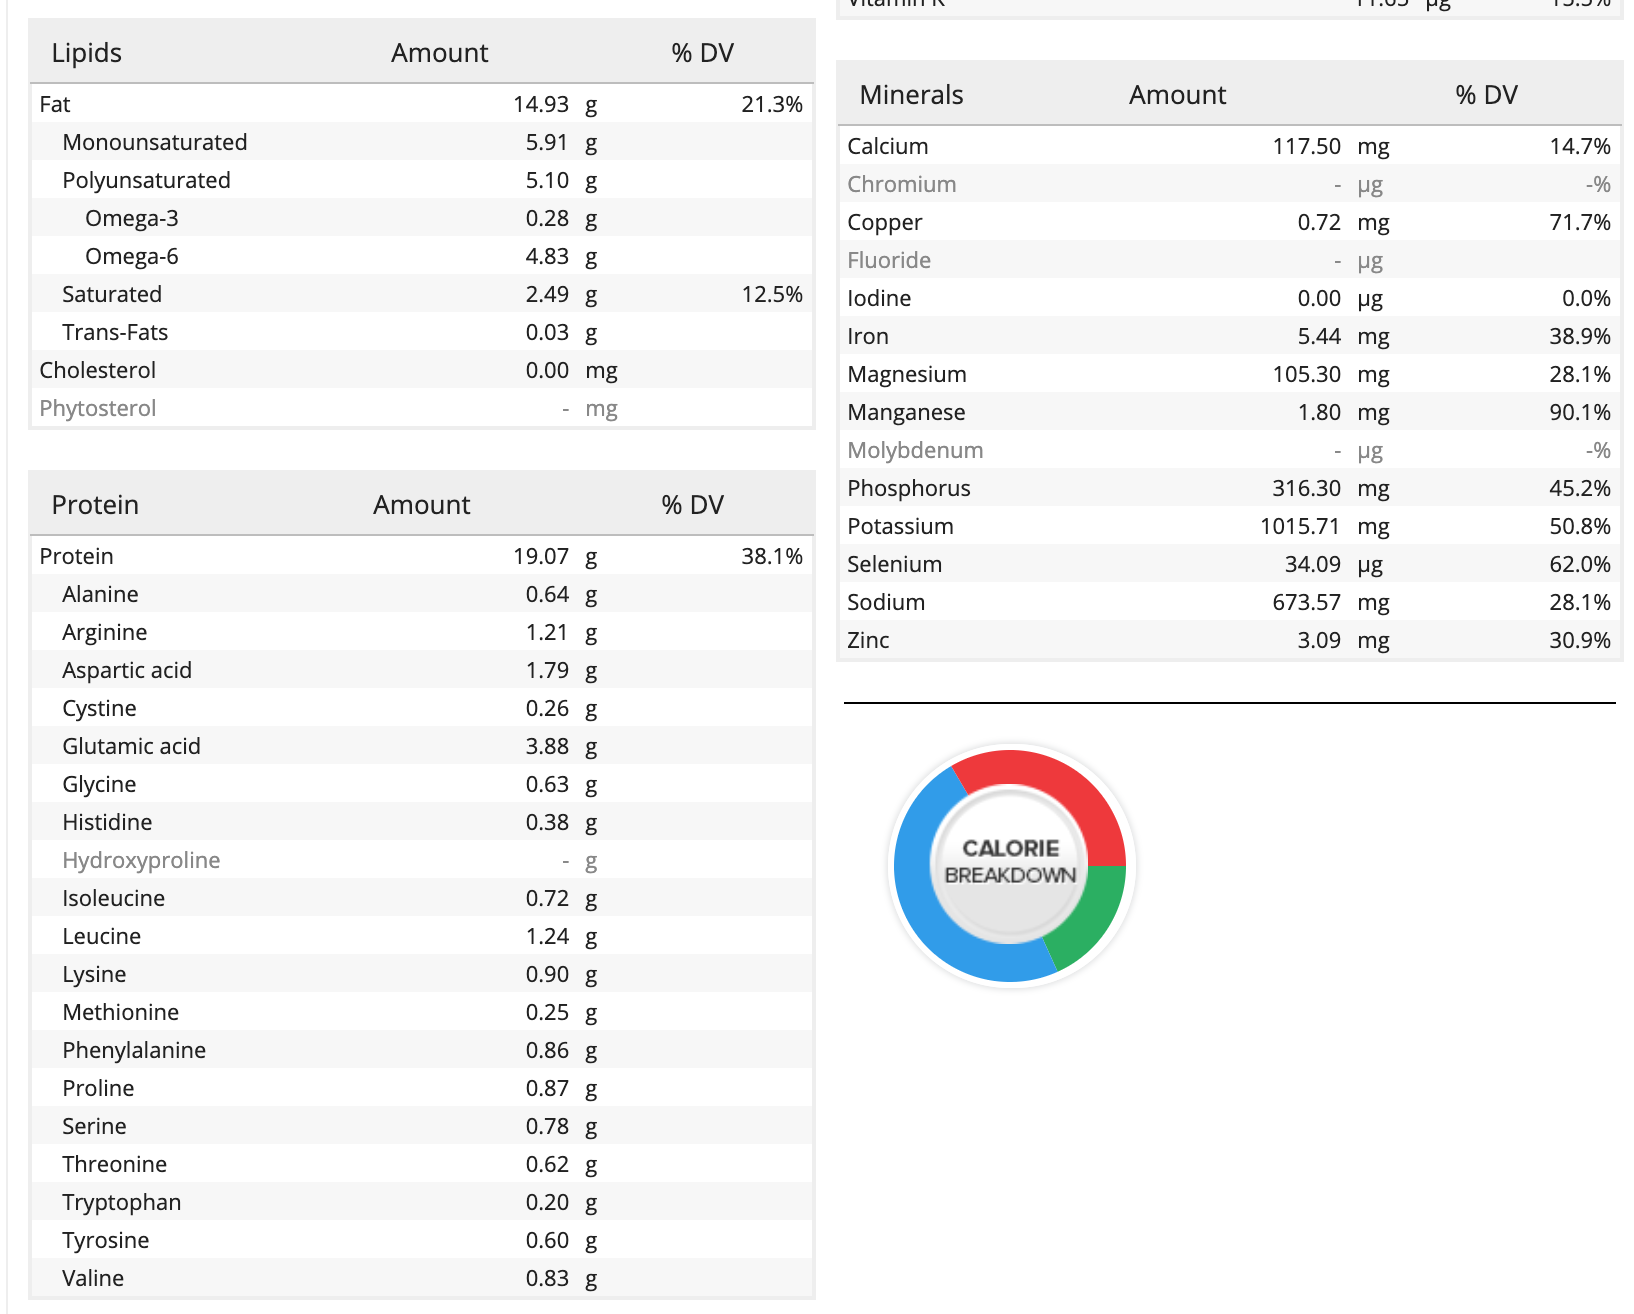 Lipids Amount % DV
Fat 14.93 g 21.3%
Monounsaturated 5.91 g
Polyunsaturated 5.10 g
Omega-3 0.28 g
Omega-6 4.83 g
Saturated 2.49 g 12.5%
Trans-Fats 0.03 g
Cholesterol 0.00 mg
Phytosterol - mg
Protein Amount % DV
Protein 19.07 g 38.1%
Alanine 0.64 g
Arginine 1.21 g
Aspartic acid 1.79 g
Cystine 0.26 g
Glutamic acid 3.88 g
Glycine 0.63 g
Histidine 0.38 g
Hydroxyproline - g
Isoleucine 0.72 g
Leucine 1.24 g
Lysine 0.90 g
Methionine 0.25 g
Phenylalanine 0.86 g
Proline 0.87 g
Serine 0.78 g
Threonine 0.62 g
Tryptophan 0.20 g
Tyrosine 0.60 g
Valine 0.83 g
Vitamin K µg
Minerals Amount % DV
Calcium 117.50 mg 14.7%
Chromium - µg -%
Copper 0.72 mg 71.7%
Fluoride - µg
Iodine 0.00 µg 0.0%
Iron 5.44 mg 38.9%
Magnesium 105.30 mg 28.1%
Manganese 1.80 mg 90.1%
Molybdenum - µg -%
Phosphorus 316.30 mg 45.2%
Potassium 1015.71 mg 50.8%
Selenium 34.09 µg 62.0%
Sodium 673.57 mg 28.1%
Zinc 3.09 mg 30.9%
CALORIE
BREAKDOWN